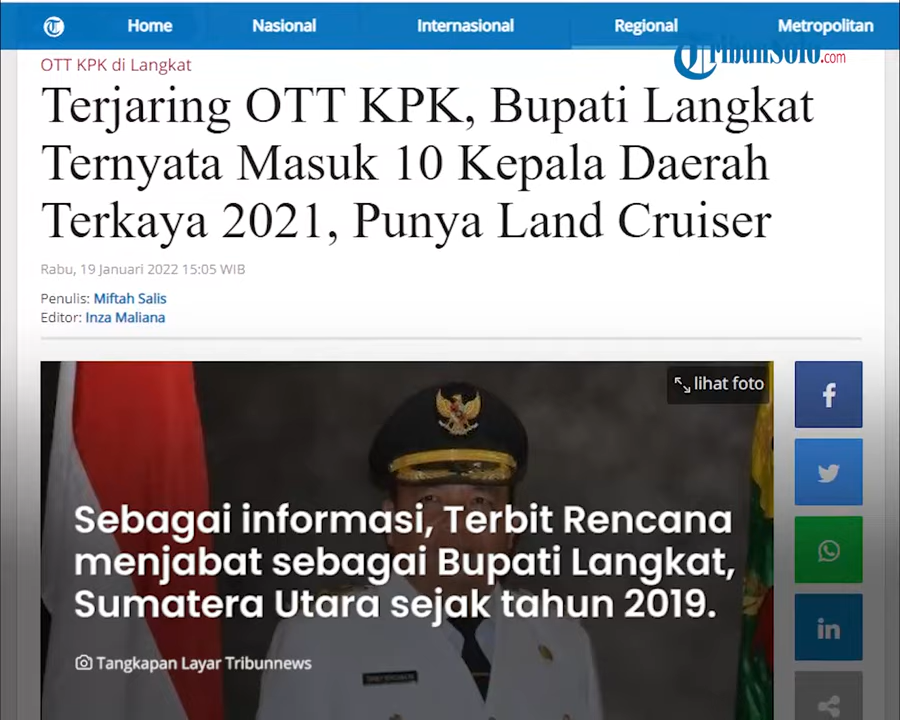 Home Nasional Internasional Regional Metropolitan
TribunSolo.com
OTT KPK di Langkat
Terjaring OTT KPK, Bupati Langkat
Ternyata Masuk 10 Kepala Daerah
Terkaya 2021, Punya Land Cruiser
Rabu, 19 Januari 2022 15:05 WIB
Penulis: Miftah Salis
Editor: Inza Maliana
lihat foto
Sebagai informasi, Terbit Rencana
menjabat sebagai Bupati Langkat,
Sumatera Utara sejak tahun 2019.
Tangkapan Layar Tribunnews